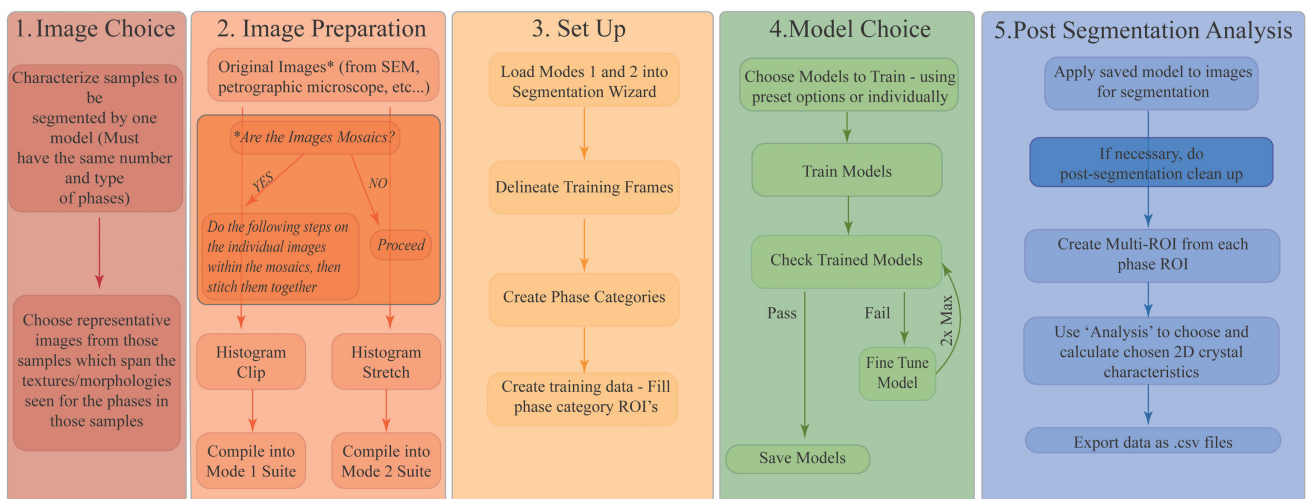 1. Image Choice
Characterize samples to
be
segmented by one
model (Must
have the same number
and type
of phases)
Choose representative
images from those
samples which span the
textures/morphologies
seen for the phases in
those samples
2. Image Preparation
Original Images* (from SEM,
petrographic microscope, etc...)
*Are the Images Mosaics?
YES
NO
Do the following steps on
the individual images
within the mosaics, then
stitch them together
Proceed
Histogram
Clip
Histogram
Stretch
Compile into
Mode 1 Suite
Compile into
Mode 2 Suite
3. Set Up
Load Modes 1 and 2 into
Segmentation Wizard
Delineate Training Frames
Create Phase Categories
Create training data - Fill
phase category ROI's
4.Model Choice
Choose Models to Train - using
preset options or individually
Train Models
Check Trained Models
Pass
Fail
2x Max
Fine Tune
Model
Save Models
5.Post Segmentation Analysis
Apply saved model to images
for segmentation
If necessary, do
post-segmentation clean up
Create Multi-ROI from each
phase ROI
Use ‘Analysis’ to choose and
calculate chosen 2D crystal
characteristics
Export data as .csv files